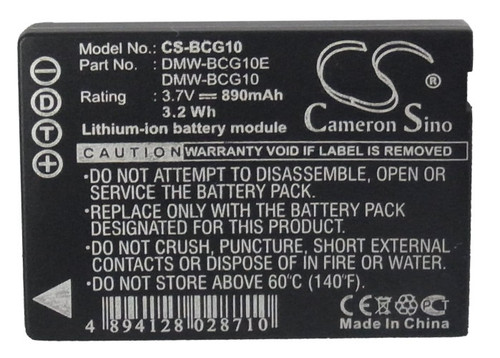 Model No.: CS-BCG10
Part No.: DMW-BCG10E
DMW-BCG10
Rating : 3.7V 890mAh
3.2 Wh
Lithium-ion battery module
CS
Cameron Sino
CAUTION WARRANTY VOID IF LABEL IS REMOVED
•DO NOT ATTEMPT TO DISASSEMBLE, OPEN OR SERVICE THE BATTERY PACK.
•REPLACE ONLY WITH THE BATTERY PACK DESIGNATED FOR THIS EQUIPMENT.
•DO NOT CRUSH, PUNCTURE, SHORT EXTERNAL CONTACTS OR DISPOSE OF IN FIRE.
•DO NOT STORE ABOVE 60°C (140°F).
4 894128 028710
CE PCT
Made In China